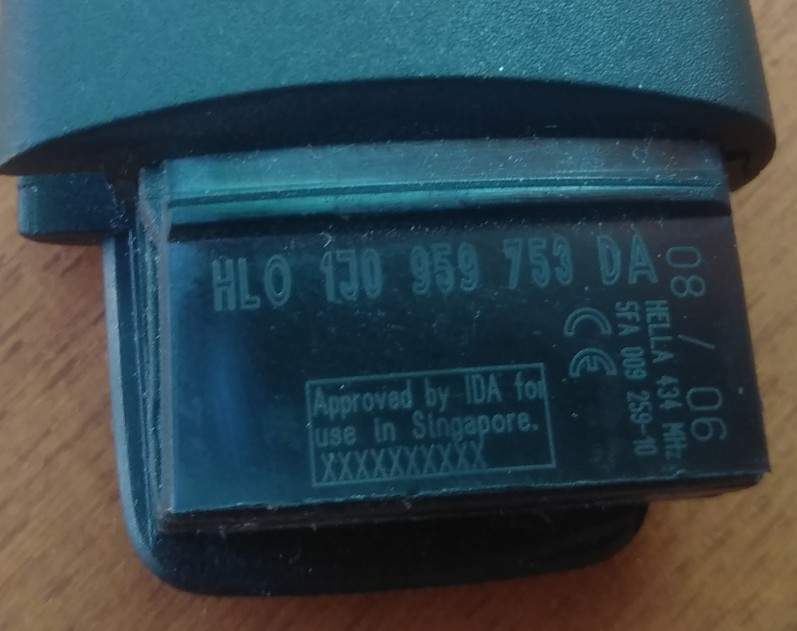 HLO 1J0 959 753 DA
08 / 06
HELLA 434 MHz
5FA 009 259-10
CE
Approved by IDA for
use in Singapore.
XXXXXXXXXX